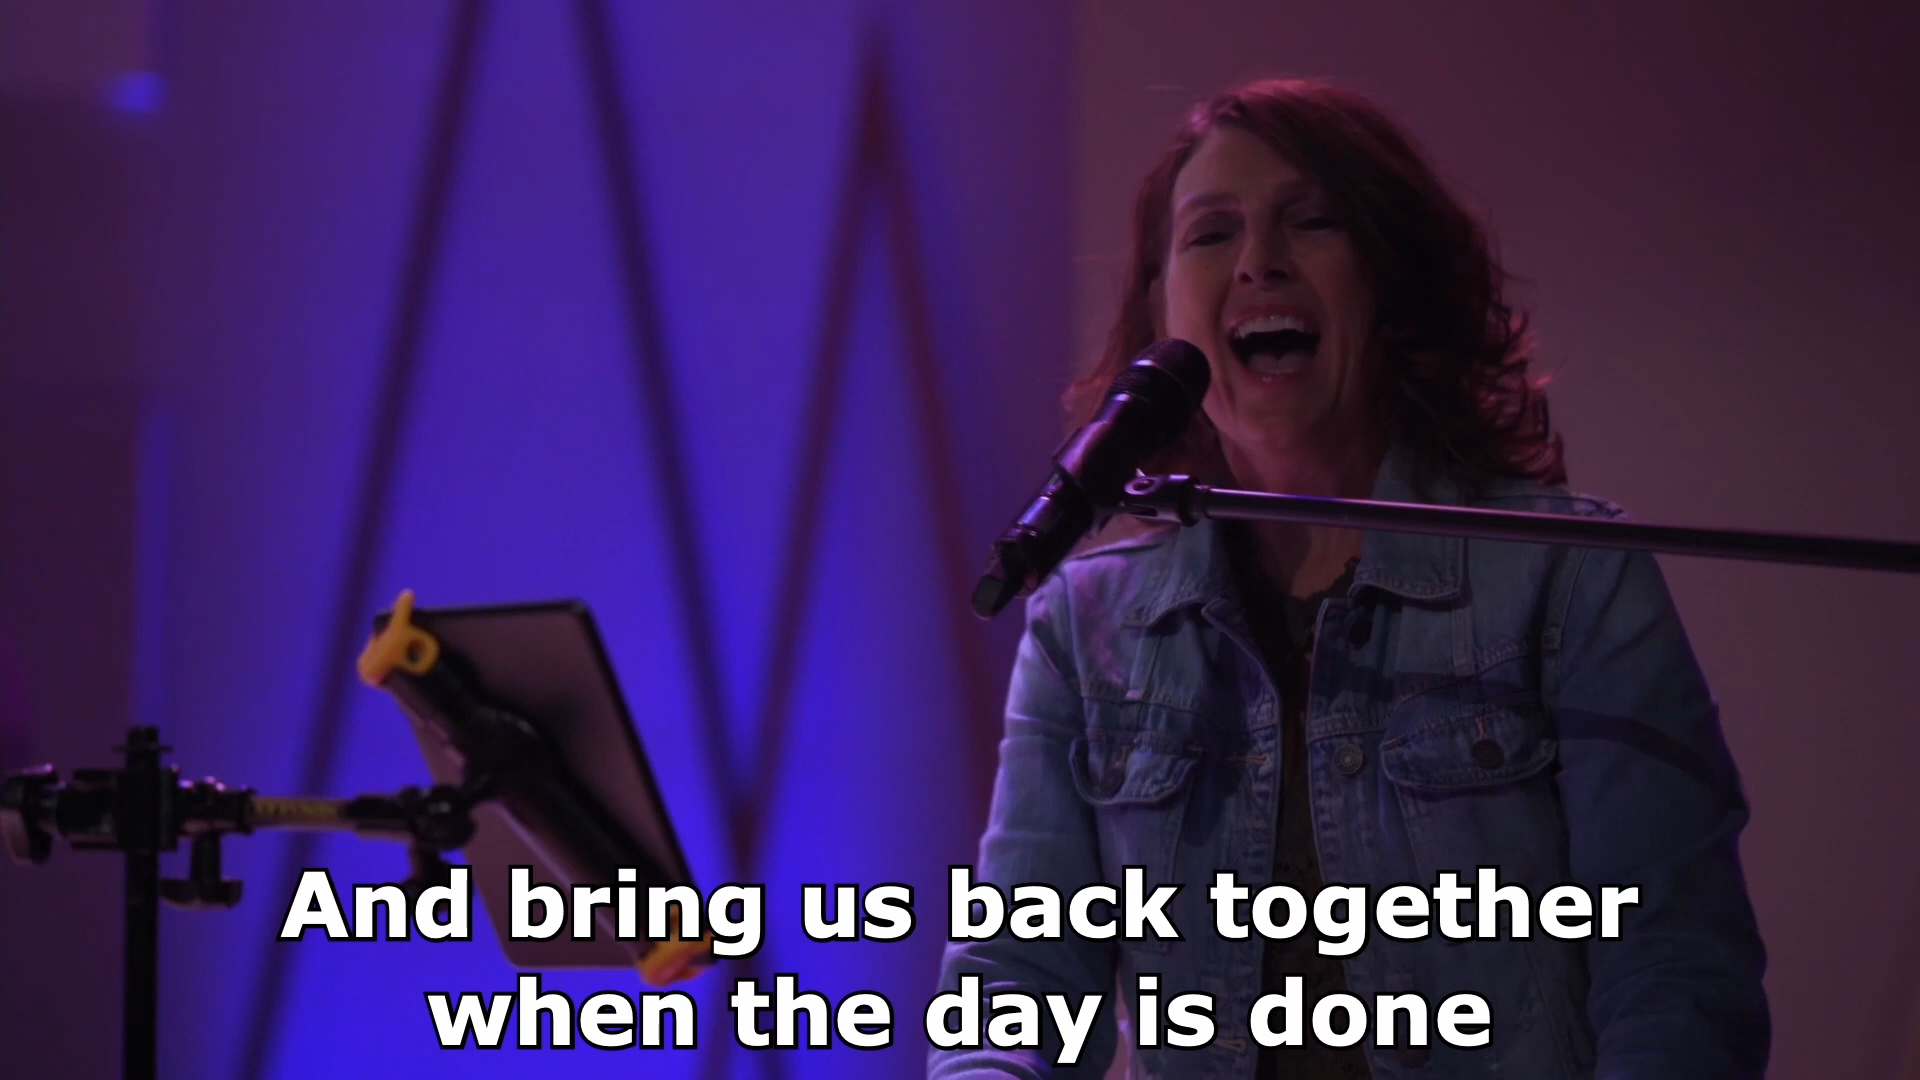 And bring us back together
when the day is done